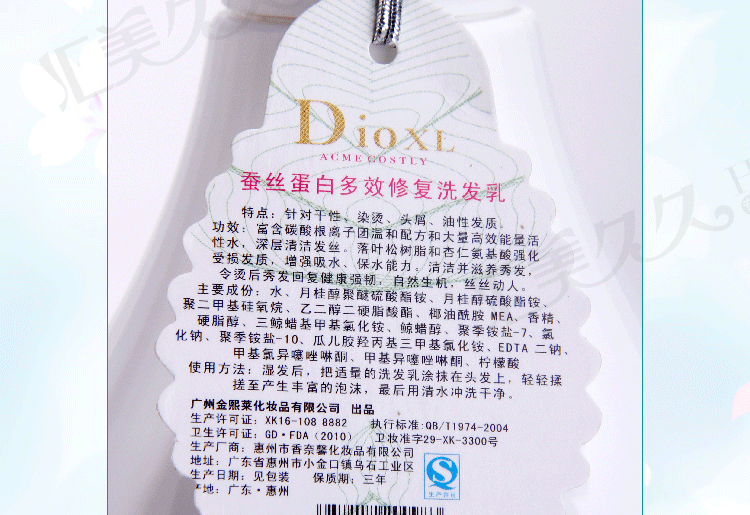 汇美久久
DIOXL
ACME COSTLY
蚕丝蛋白多效修复洗发乳
特点：针对干性、染烫、头屑、油性发质。
功效：富含碳酸根离子团温和配方和大量高效能量活
性水，深层清洁发丝。落叶松树脂和杏仁氨基酸强化
受损发质、增强吸水、保水能力。清洁并滋养秀发，
令烫后秀发回复健康强韧，自然生机，丝丝动人。
主要成份：水、月桂醇聚醚硫酸酯铵、月桂醇硫酸酯铵、
聚二甲基硅氧烷、乙二醇二硬脂酸酯、椰油酰胺 MEA、香精、
硬脂醇、三鲸蜡基甲基氯化铵、鲸蜡醇、聚季铵盐-7、氯
化钠、聚季铵盐-10、瓜儿胶羟丙基三甲基氯化铵、EDTA 二钠、
甲基氯异噻唑啉酮、甲基异噻唑啉酮、柠檬酸
使用方法：湿发后，把适量的洗发乳涂抹在头发上，轻轻揉
搓至产生丰富的泡沫，最后用清水冲洗干净。
广州金熙莱化妆品有限公司 出品
生产许可证：XK16-108 8882 执行标准:QB/T1974-2004
卫生许可证：GD·FDA（2010） 卫妆准字29-XK-3300号
生产厂商：惠州市香奈馨化妆品有限公司
地址：广东省惠州市小金口镇乌石工业区
生产日期：见包装 保质期：三年
产地：广东·惠州
QS
生产许可
美久久